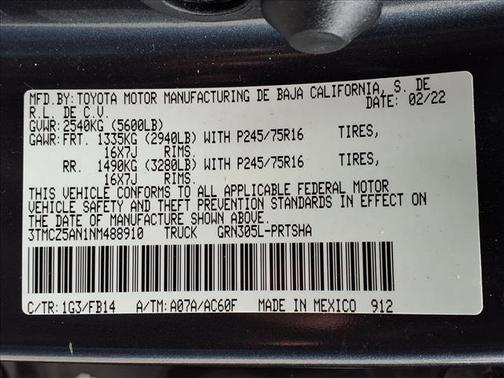 MFD.BY: TOYOTA MOTOR MANUFACTURING DE BAJA CALIFORNIA, S. DE
R.L. DE C.V. DATE: 02/22
GVWR: 2540KG (5600LB)
GAWR: FRT. 1335KG (2940LB) WITH P245/75R16 TIRES,
16X7J RIMS.
RR. 1490KG (3280LB) WITH P245/75R16 TIRES,
16X7J RIMS.
THIS VEHICLE CONFORMS TO ALL APPLICABLE FEDERAL MOTOR
VEHICLE SAFETY AND THEFT PREVENTION STANDARDS IN EFFECT ON
THE DATE OF MANUFACTURE SHOWN ABOVE.
3TMCZ5AN1NM488910 TRUCK GRN305L-PRTSHA
C/TR: 1G3/FB14 A/TM: A07A/AC60F MADE IN MEXICO 912